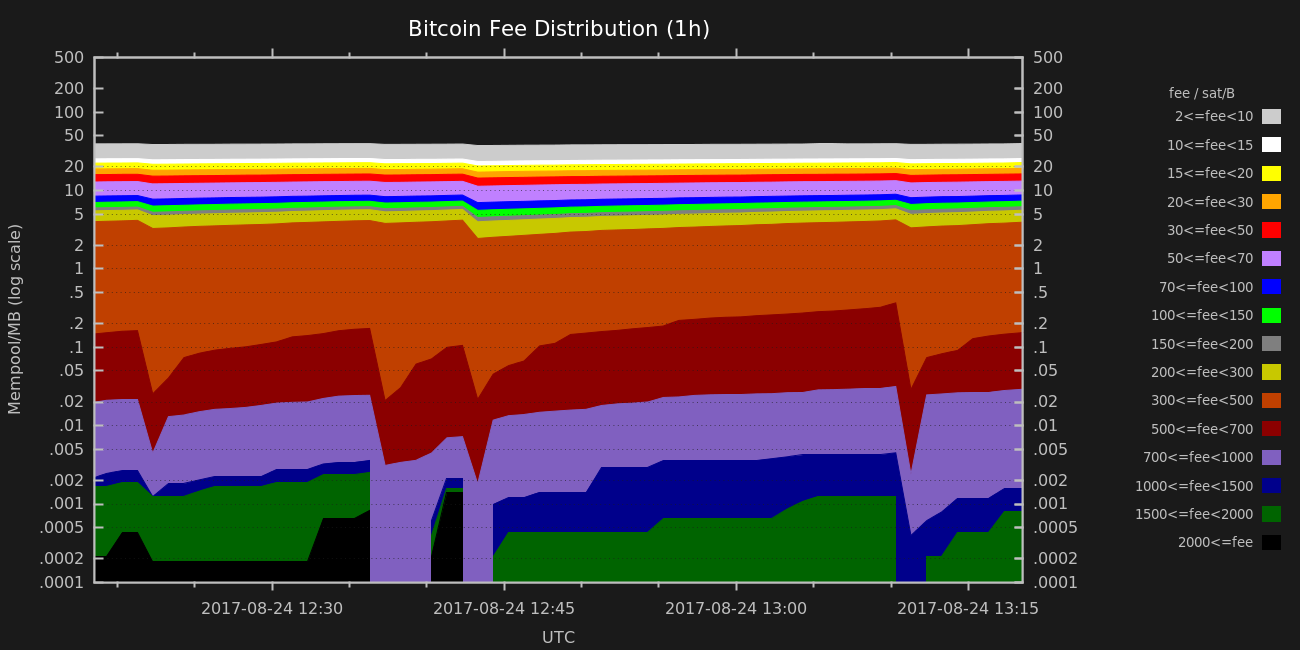 Bitcoin Fee Distribution (1h)
500
200
100
50
20
10
5
2
1
.5
.2
.1
.05
.02
.01
.005
.002
.001
.0005
.0002
.0001
Mempool/MB (log scale)
500
200
100
50
20
10
5
2
1
.5
.2
.1
.05
.02
.01
.005
.002
.001
.0005
.0002
.0001
2017-08-24 12:30
2017-08-24 12:45
2017-08-24 13:00
2017-08-24 13:15
UTC
fee / sat/B
2<=fee<10
10<=fee<15
15<=fee<20
20<=fee<30
30<=fee<50
50<=fee<70
70<=fee<100
100<=fee<150
150<=fee<200
200<=fee<300
300<=fee<500
500<=fee<700
700<=fee<1000
1000<=fee<1500
1500<=fee<2000
2000<=fee